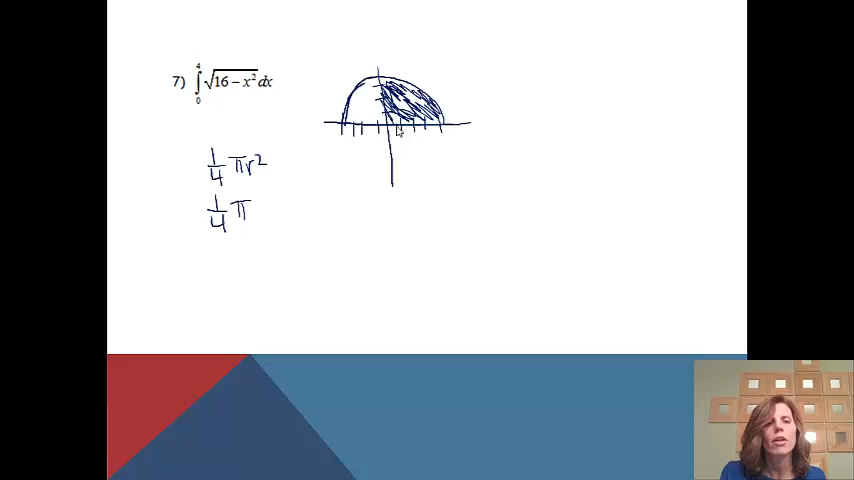 7) ∫₀⁴ √16 − x² dx
1/4 πr²
1/4 π